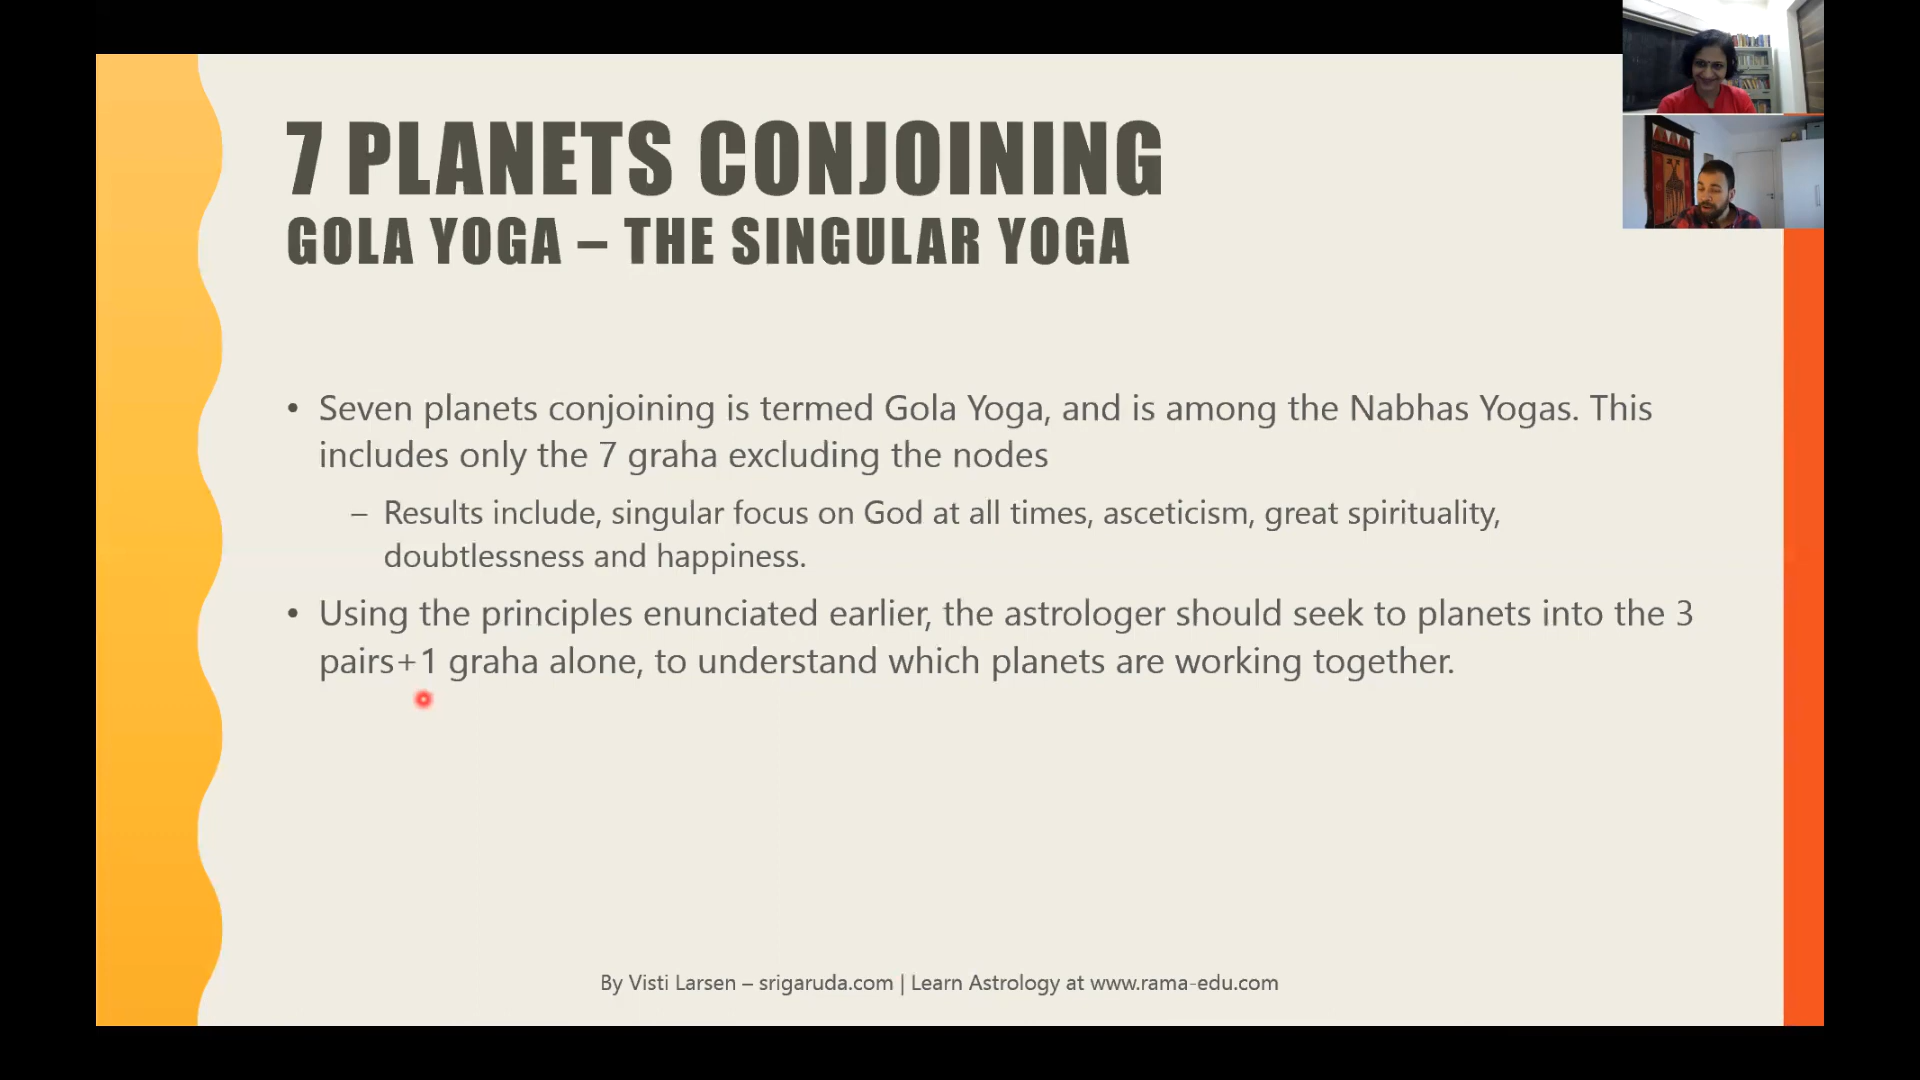 7 PLANETS CONJOINING
GOLA YOGA – THE SINGULAR YOGA
• Seven planets conjoining is termed Gola Yoga, and is among the Nabhas Yogas. This
includes only the 7 graha excluding the nodes
– Results include, singular focus on God at all times, asceticism, great spirituality,
doubtlessness and happiness.
• Using the principles enunciated earlier, the astrologer should seek to planets into the 3
pairs+1 graha alone, to understand which planets are working together.
By Visti Larsen – srigaruda.com | Learn Astrology at www.rama-edu.com